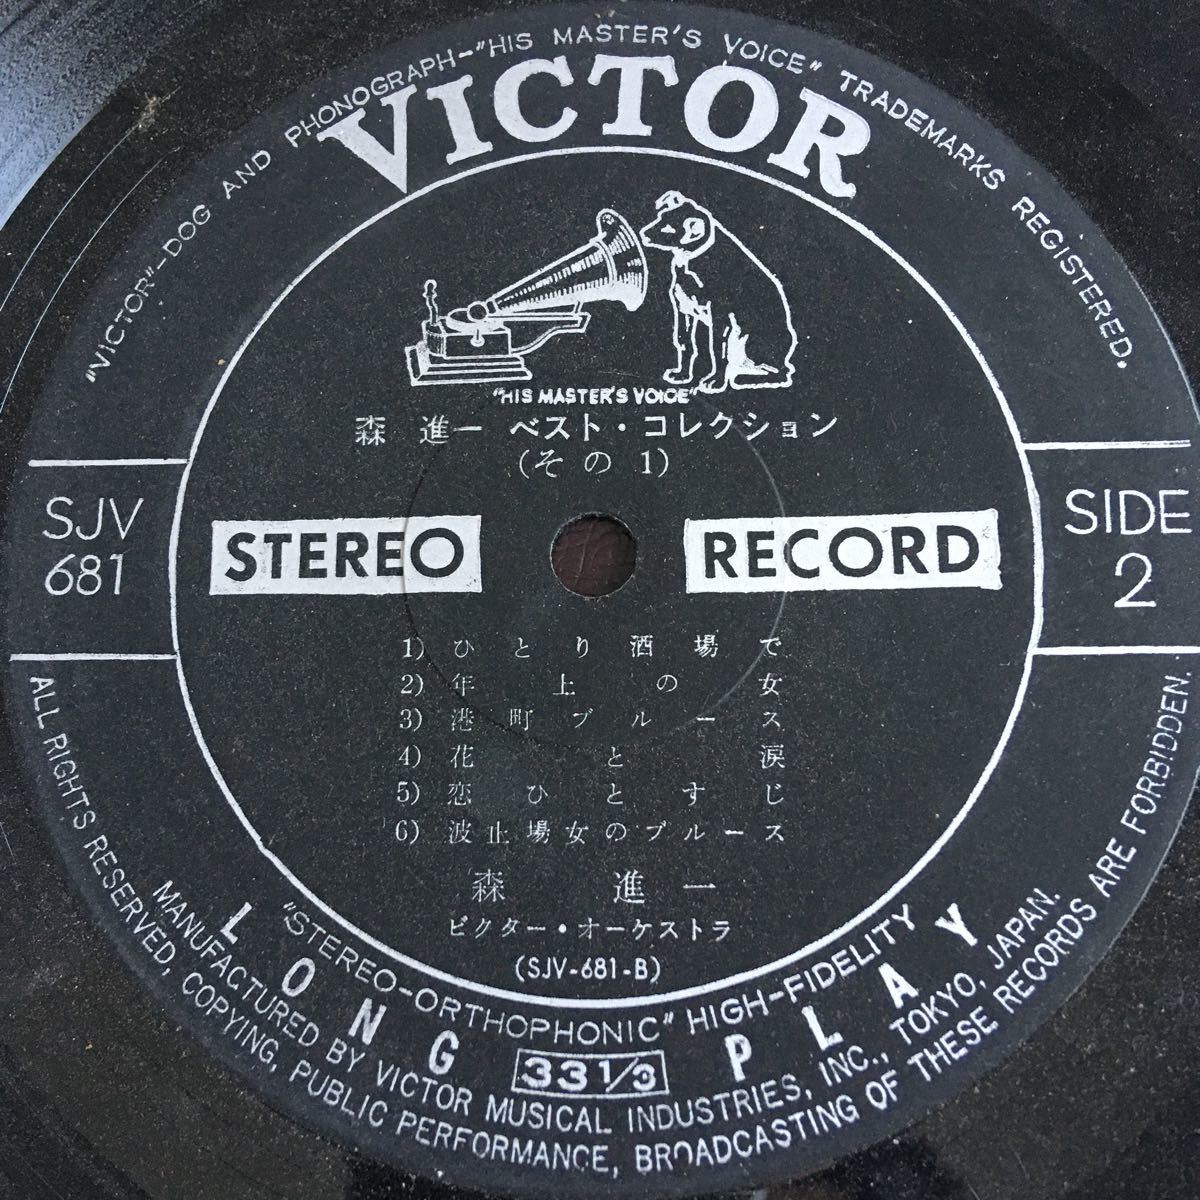 "VICTOR"-DOG AND PHONOGRAPH-"HIS MASTER'S VOICE" TRADEMARKS REGISTERED.
VICTOR
"HIS MASTER'S VOICE"
森 進一 ベスト・コレクション
(その 1)
SJV
681
STEREO RECORD
SIDE
2
1) ひとり酒場で
2) 年上の女
3) 港町ブルース
4) 花と涙
5) 恋ひとすじ
6) 波止場女のブルース
森 進一
ビクター・オーケストラ
(SJV-681-B)
"STEREO-ORTHOPHONIC" HIGH-FIDELITY
LONG 33 1/3 PLAY
MANUFACTURED BY VICTOR MUSICAL INDUSTRIES, INC., TOKYO, JAPAN.
ALL RIGHTS RESERVED, COPYING, PUBLIC PERFORMANCE, BROADCASTING OF THESE RECORDS ARE FORBIDDEN.